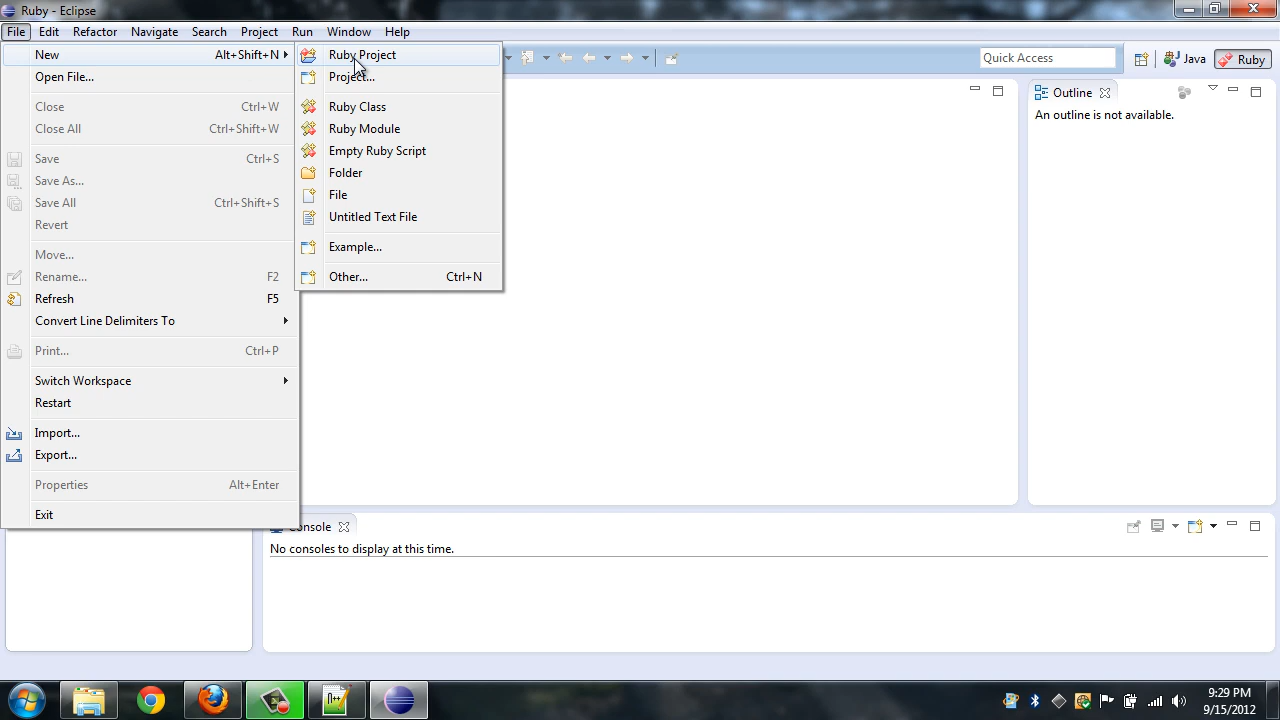 Ruby - Eclipse
File Edit Refactor Navigate Search Project Run Window Help
New Alt+Shift+N
Open File...
Close Ctrl+W
Close All Ctrl+Shift+W
Save Ctrl+S
Save As...
Save All Ctrl+Shift+S
Revert
Move...
Rename... F2
Refresh F5
Convert Line Delimiters To
Print... Ctrl+P
Switch Workspace
Restart
Import...
Export...
Properties Alt+Enter
Exit
Ruby Project
Project...
Ruby Class
Ruby Module
Empty Ruby Script
Folder
File
Untitled Text File
Example...
Other... Ctrl+N
Quick Access
Java
Ruby
Outline
An outline is not available.
Console
No consoles to display at this time.
9:29 PM
9/15/2012